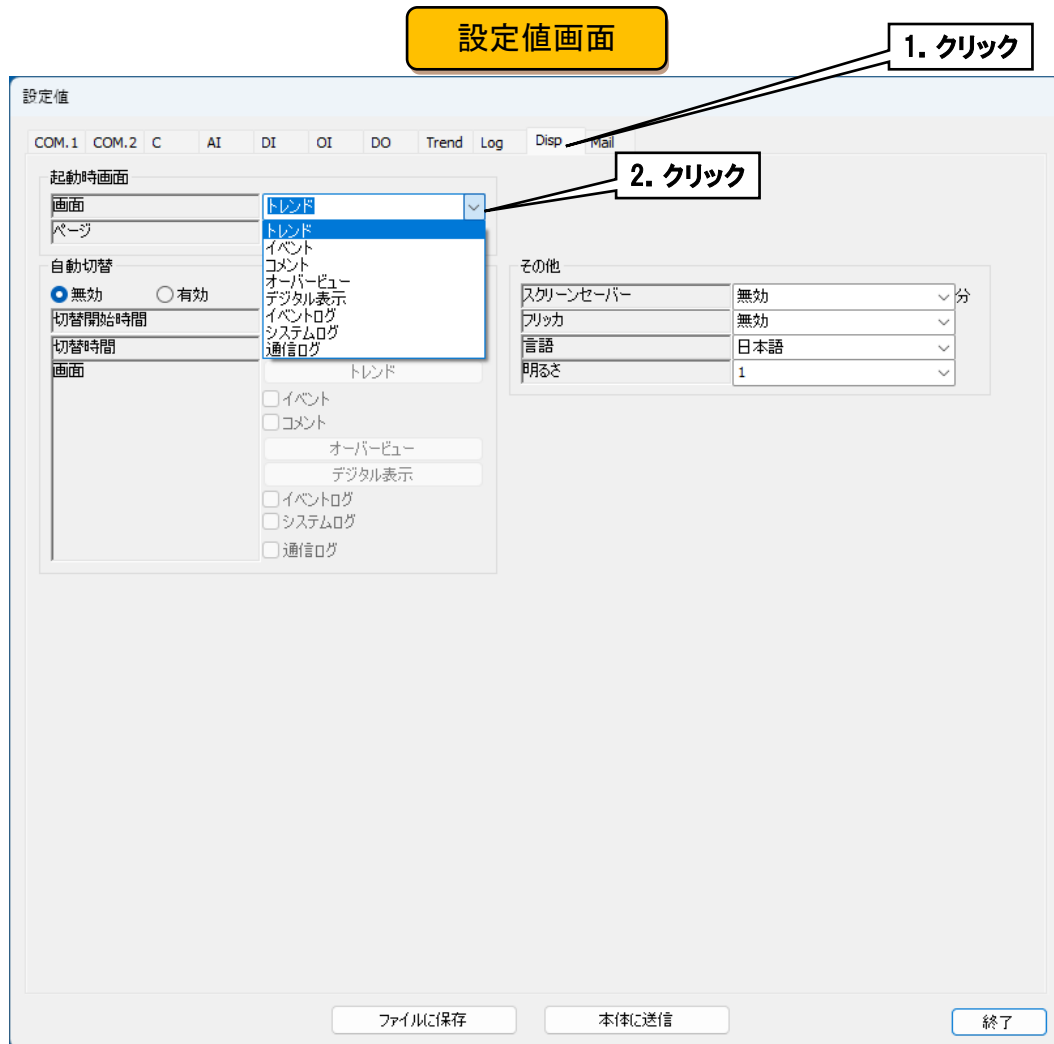 設定値画面
1. クリック
設定値
COM.1 COM.2 C AI DI OI DO Trend Log Disp Mail
2. クリック
起動時画面
画面 トレンド
ページ
トレンド
イベント
コメント
オーバービュー
デジタル表示
イベントログ
システムログ
通信ログ
自動切替
無効 有効
切替開始時間
切替時間
画面
トレンド
イベント
コメント
オーバービュー
デジタル表示
イベントログ
システムログ
通信ログ
その他
スクリーンセーバー 無効 分
フリッカ 無効
言語 日本語
明るさ 1
ファイルに保存 本体に送信 終了